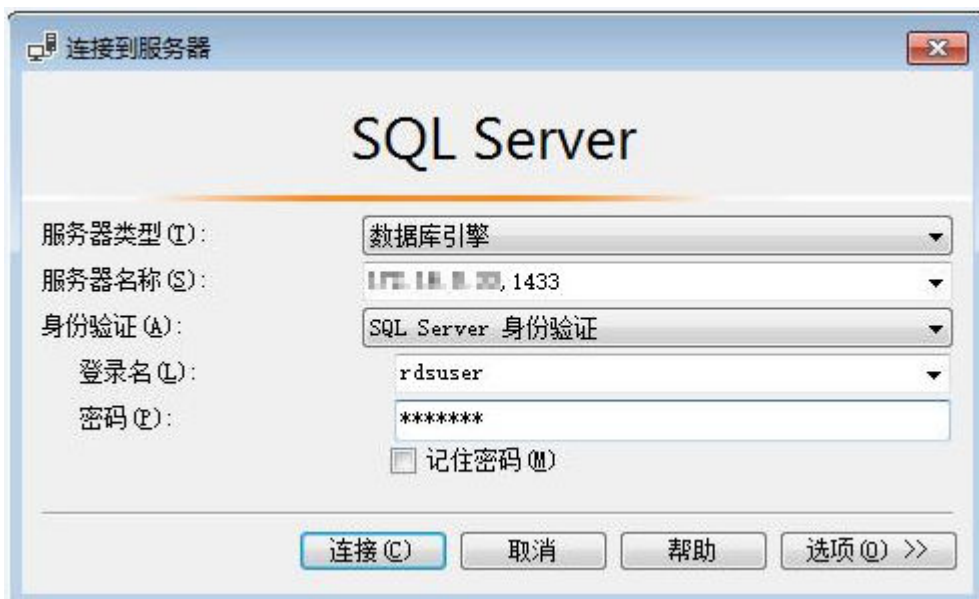 连接到服务器
SQL Server
服务器类型(T): 数据库引擎
服务器名称(S): ,1433
身份验证(A): SQL Server 身份验证
登录名(L): rdsuser
密码(P): *******
记住密码(M)
连接(C) 取消 帮助 选项(O) >>